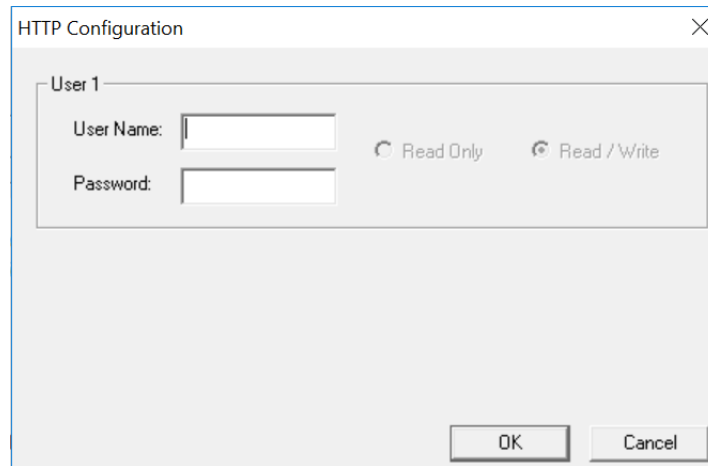 HTTP Configuration
User 1
User Name:
Read Only
Read / Write
Password:
OK
Cancel